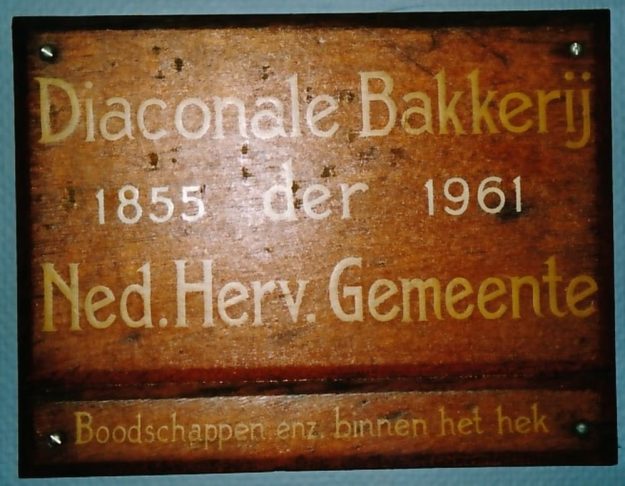 Diaconale Bakkerij
1855 der 1961
Ned. Herv. Gemeente
Boodschappen enz. binnen het hek